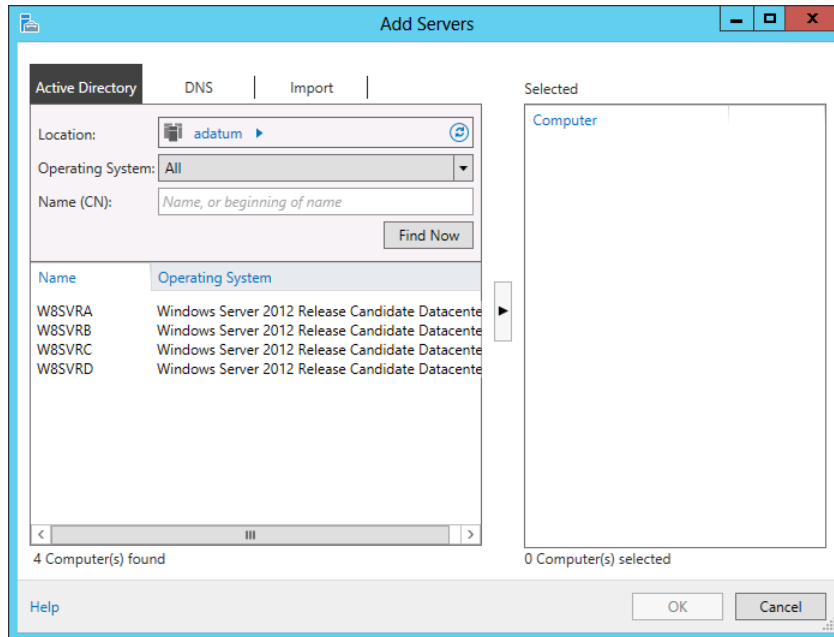 Add Servers
Active Directory DNS Import
Selected
Location: adatum
Computer
Operating System: All
Name (CN): Name, or beginning of name
Find Now
Name Operating System
W8SVRA Windows Server 2012 Release Candidate Datacente
W8SVRB Windows Server 2012 Release Candidate Datacente
W8SVRC Windows Server 2012 Release Candidate Datacente
W8SVRD Windows Server 2012 Release Candidate Datacente
4 Computer(s) found
0 Computer(s) selected
Help
OK Cancel